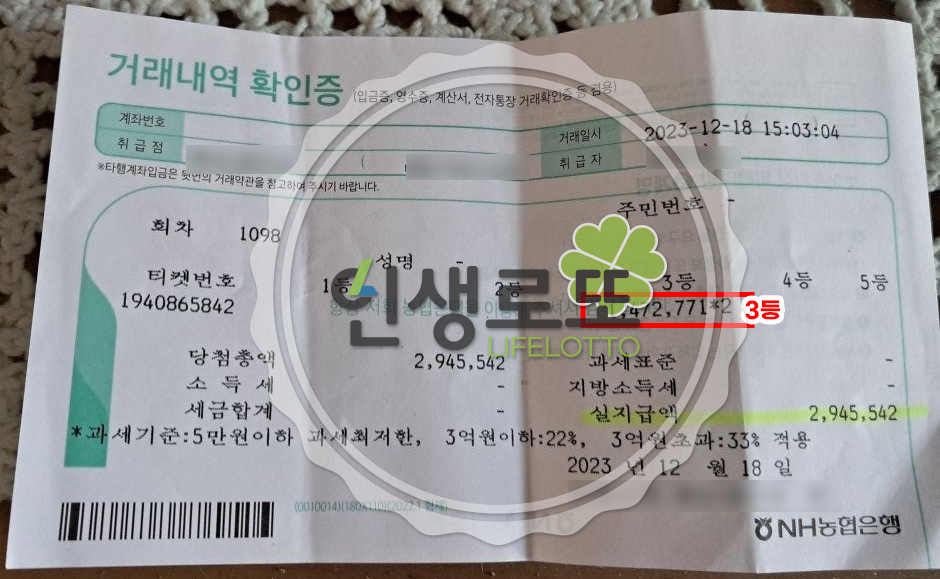 거래내역 확인증 (입금증, 영수증, 계산서, 전자통장 거래확인증 등 겸용)
계좌번호 거래일시 2023-12-18 15:03:04
취급점 취급자
※타행계좌입금은 뒷면의 거래약관을 참고하여 주시기 바랍니다.
주민번호 -
회차 1098
성명 -
티켓번호 1등 2등 3등 4등 5등
1940865842 ,472,771*2 3등
인생로또
LIFELOTTO
당첨총액 2,945,542 과세표준 -
소득세 - 지방소득세 -
세금합계 - 실지급액 2,945,542
*과세기준:5만원이하 과세최저한, 3억원이하:22%, 3억원초과:33% 적용
2023 년 12 월 18 일
(0010014)(180X110)(2022.1 현재)
NH농협은행